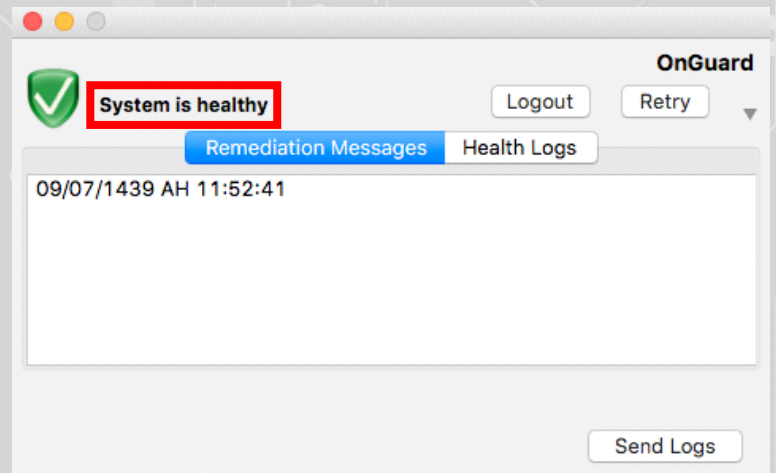 OnGuard
System is healthy
Logout
Retry
Remediation Messages
Health Logs
09/07/1439 AH 11:52:41
Send Logs